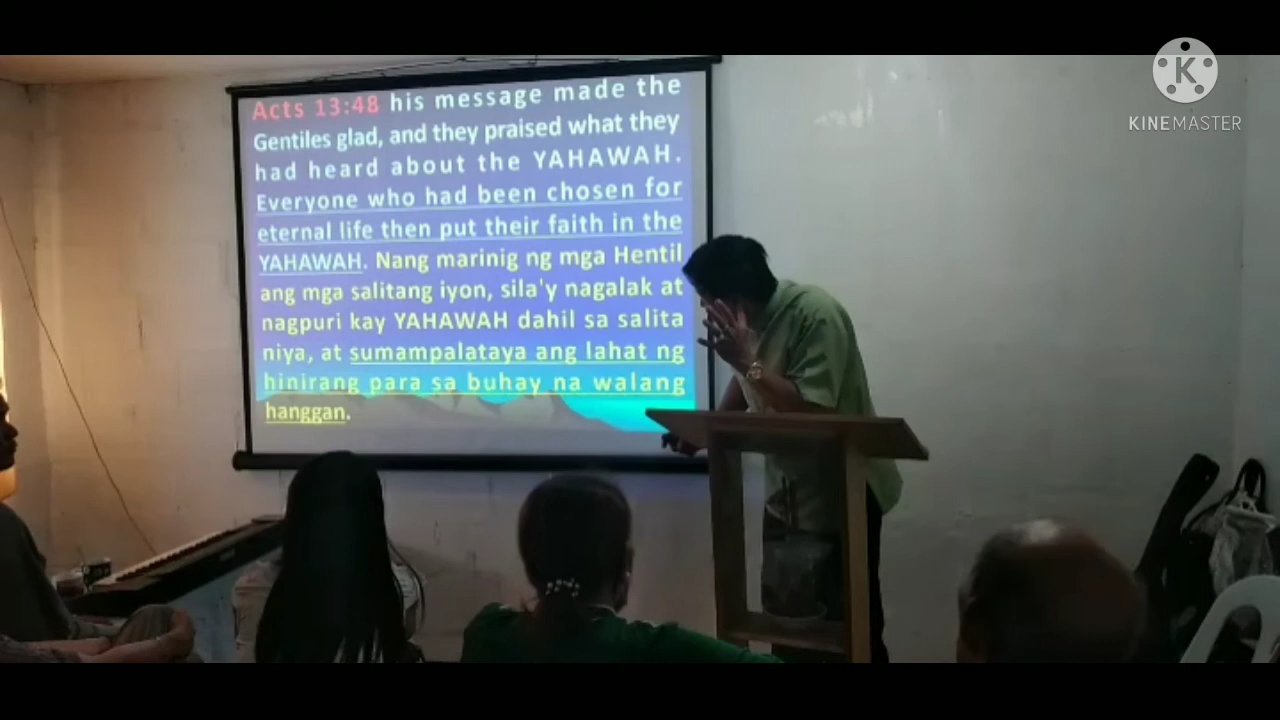 Acts 13:48 his message made the
Gentiles glad, and they praised what they
had heard about the YAHAWAH.
Everyone who had been chosen for
eternal life then put their faith in the
YAHAWAH. Nang marinig ng mga Hentil
ang mga salitang iyon, sila'y nagalak at
nagpuri kay YAHAWAH dahil sa salita
niya, at sumampalataya ang lahat ng
hinirang para sa buhay na walang
hanggan.
K
KINEMASTER